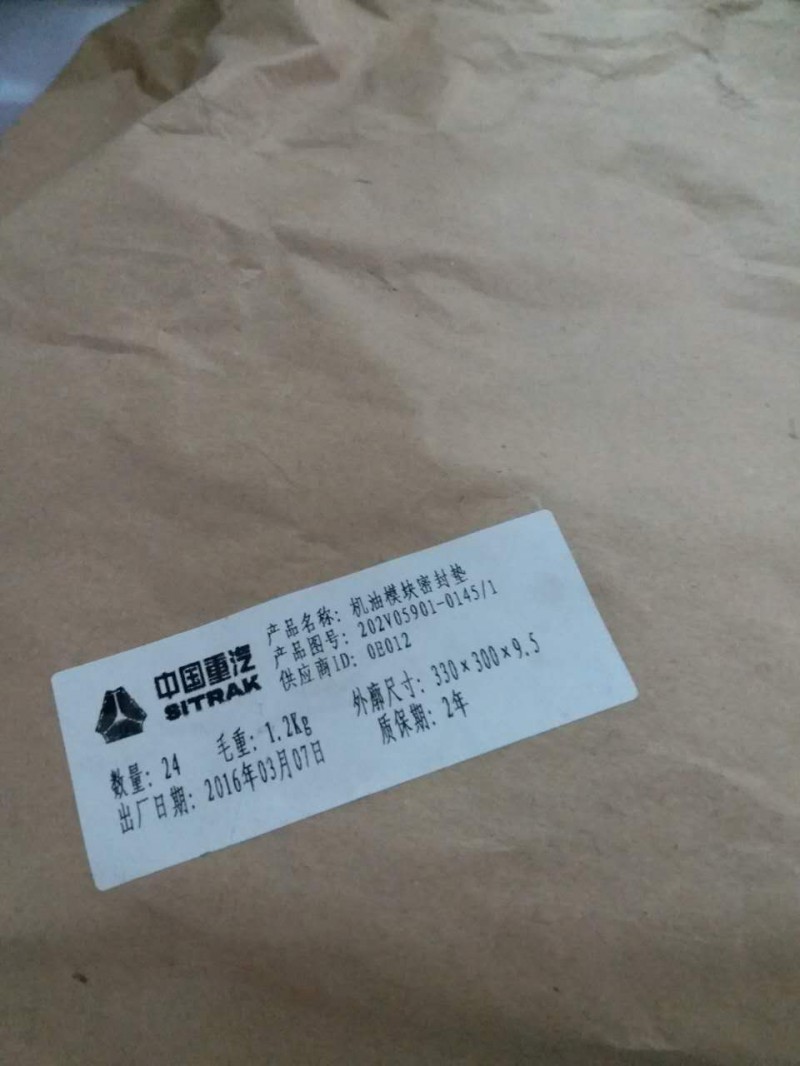 中国重汽
SITRAK
产品名称: 机油模块密封垫
产品图号: 202V05901-0145/1
供应商ID: 0B012
数量: 24 毛重: 1.2Kg 外廓尺寸: 330×300×9.5
出厂日期: 2016年03月07日 质保期: 2年